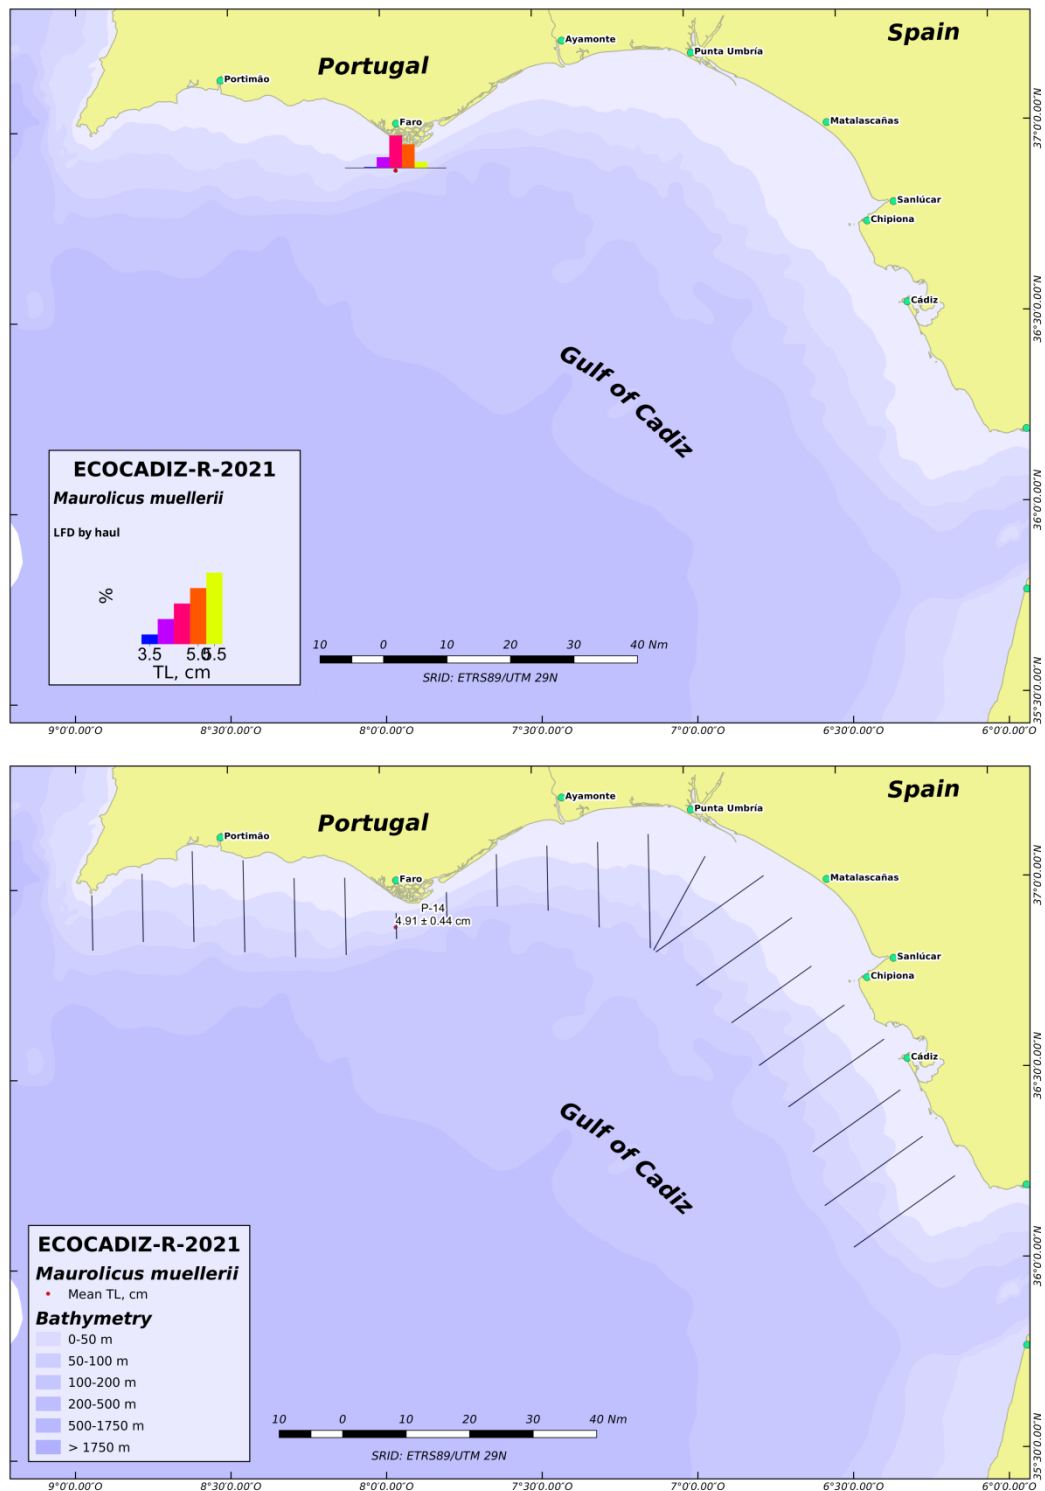 Spain
Ayamonte
Punta Umbría
Portugal
Portimão
Faro
Matalascañas
37°0'0.00"N
Sanlúcar
Chipiona
Cádiz
36°30'0.00"N
Gulf of Cadiz
ECOCADIZ-R-2021
Maurolicus muellerii
LFD by haul
%
3.5 5.0 5.5
TL, cm
36°0'0.00"N
10 0 10 20 30 40 Nm
SRID: ETRS89/UTM 29N
35°30'0.00"N
9°0'0.00"O 8°30'0.00"O 8°0'0.00"O 7°30'0.00"O 7°0'0.00"O 6°30'0.00"O 6°0'0.00"O
Spain
Ayamonte
Punta Umbría
Portugal
Portimão
Faro
Matalascañas
37°0'0.00"N
P-14
4.91 ± 0.44 cm
Sanlúcar
Chipiona
Cádiz
36°30'0.00"N
Gulf of Cadiz
ECOCADIZ-R-2021
Maurolicus muellerii
Mean TL, cm
Bathymetry
0-50 m
50-100 m
100-200 m
200-500 m
500-1750 m
> 1750 m
36°0'0.00"N
10 0 10 20 30 40 Nm
SRID: ETRS89/UTM 29N
35°30'0.00"N
9°0'0.00"O 8°30'0.00"O 8°0'0.00"O 7°30'0.00"O 7°0'0.00"O 6°30'0.00"O 6°0'0.00"O